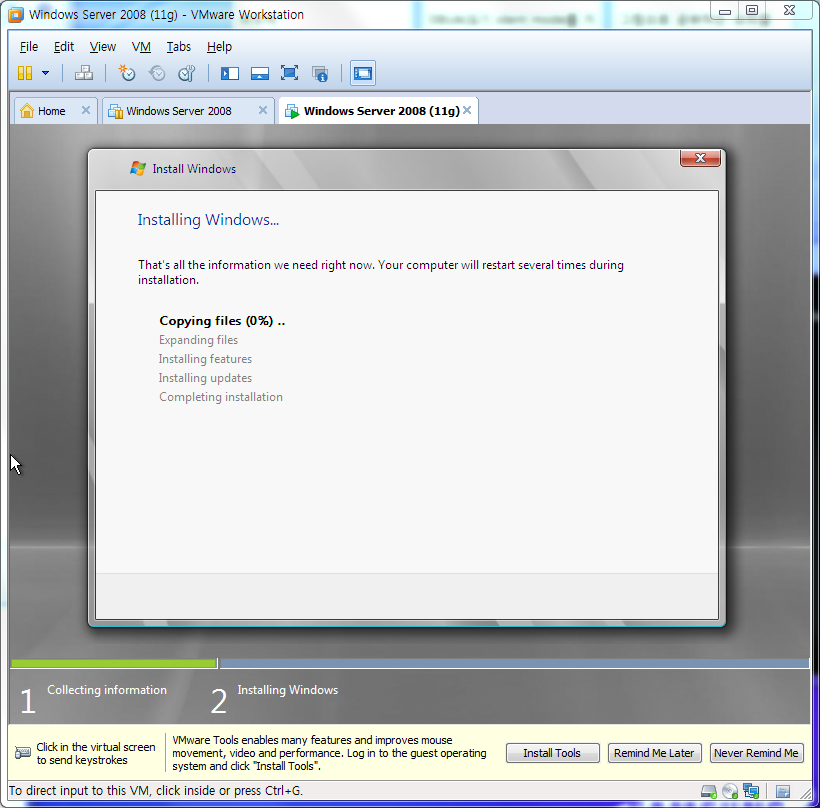 Windows Server 2008 (11g) - VMware Workstation
File Edit View VM Tabs Help
Home Windows Server 2008 Windows Server 2008 (11g)
Install Windows
Installing Windows...
That's all the information we need right now. Your computer will restart several times during
installation.
Copying files (0%) ..
Expanding files
Installing features
Installing updates
Completing installation
1 Collecting information 2 Installing Windows
Click in the virtual screen
to send keystrokes
VMware Tools enables many features and improves mouse
movement, video and performance. Log in to the guest operating
system and click "Install Tools".
Install Tools Remind Me Later Never Remind Me
To direct input to this VM, click inside or press Ctrl+G.